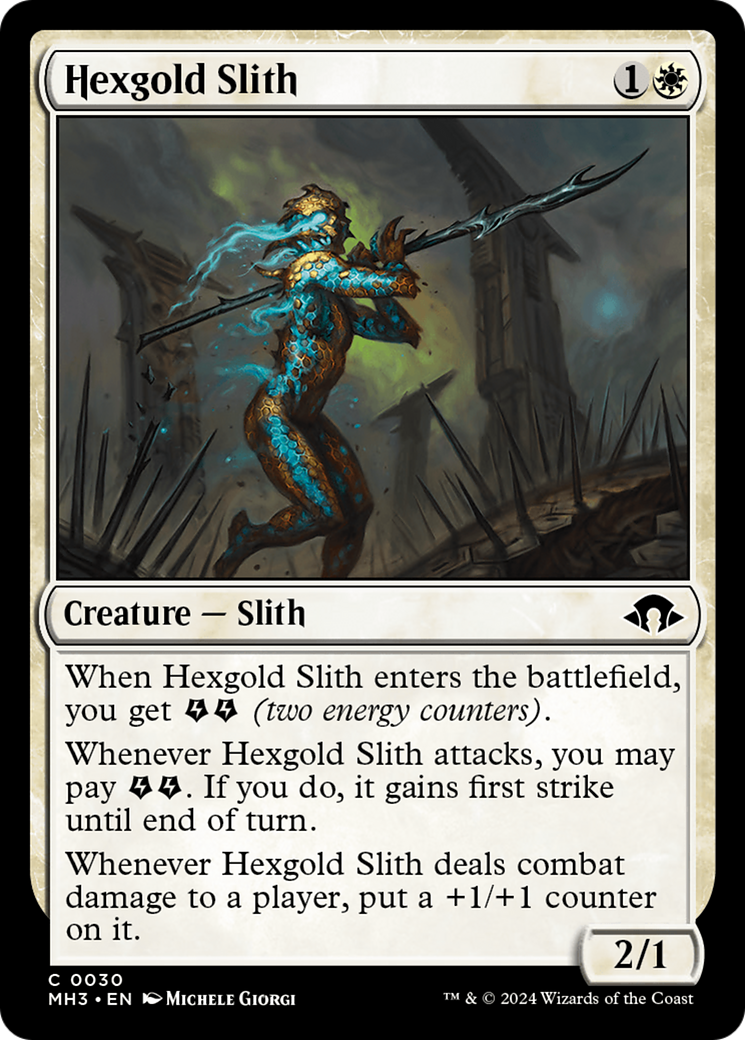 Hexgold Slith 1
Creature — Slith
When Hexgold Slith enters the battlefield,
you get (two energy counters).
Whenever Hexgold Slith attacks, you may
pay . If you do, it gains first strike
until end of turn.
Whenever Hexgold Slith deals combat
damage to a player, put a +1/+1 counter
on it.
2/1
C 0030
MH3 • EN Michele Giorgi
™ & © 2024 Wizards of the Coast